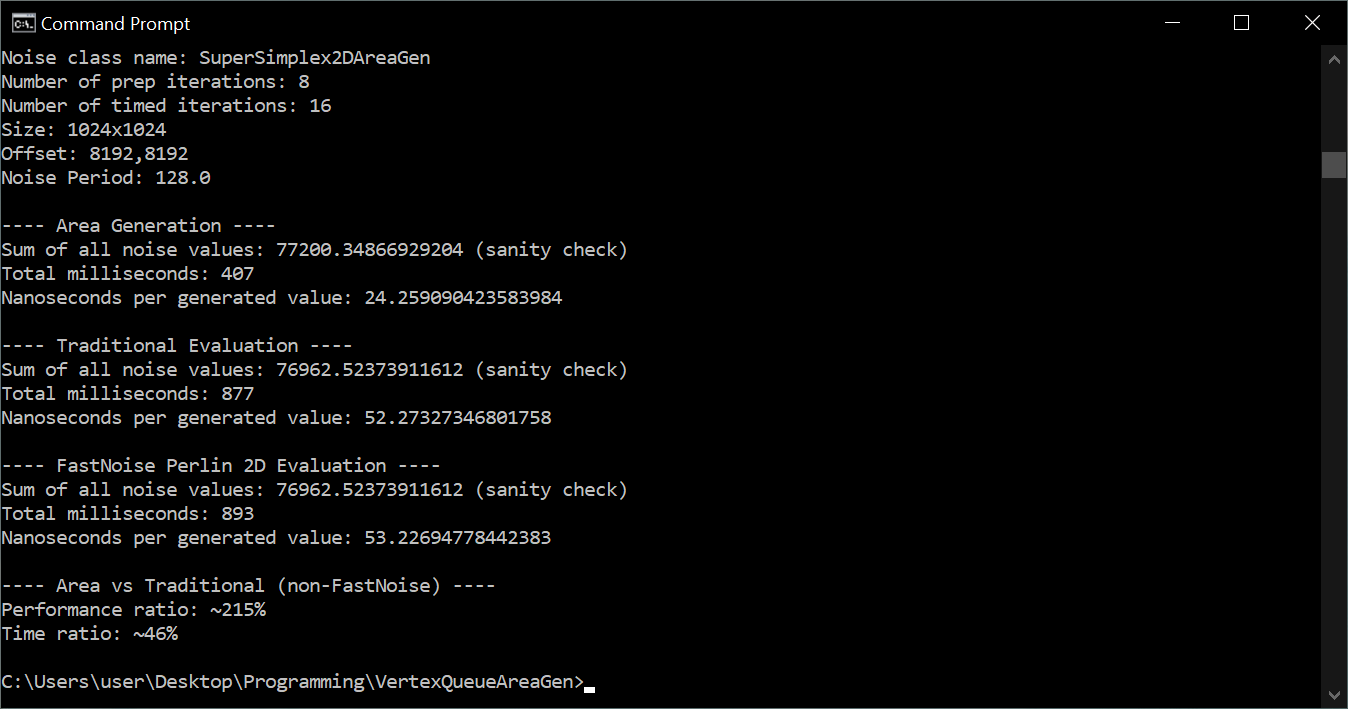 Command Prompt
Noise class name: SuperSimplex2DAreaGen
Number of prep iterations: 8
Number of timed iterations: 16
Size: 1024x1024
Offset: 8192,8192
Noise Period: 128.0
---- Area Generation ----
Sum of all noise values: 77200.34866929204 (sanity check)
Total milliseconds: 407
Nanoseconds per generated value: 24.259090423583984
---- Traditional Evaluation ----
Sum of all noise values: 76962.52373911612 (sanity check)
Total milliseconds: 877
Nanoseconds per generated value: 52.27327346801758
---- FastNoise Perlin 2D Evaluation ----
Sum of all noise values: 76962.52373911612 (sanity check)
Total milliseconds: 893
Nanoseconds per generated value: 53.22694778442383
---- Area vs Traditional (non-FastNoise) ----
Performance ratio: ~215%
Time ratio: ~46%
C:\Users\user\Desktop\Programming\VertexQueueAreaGen>